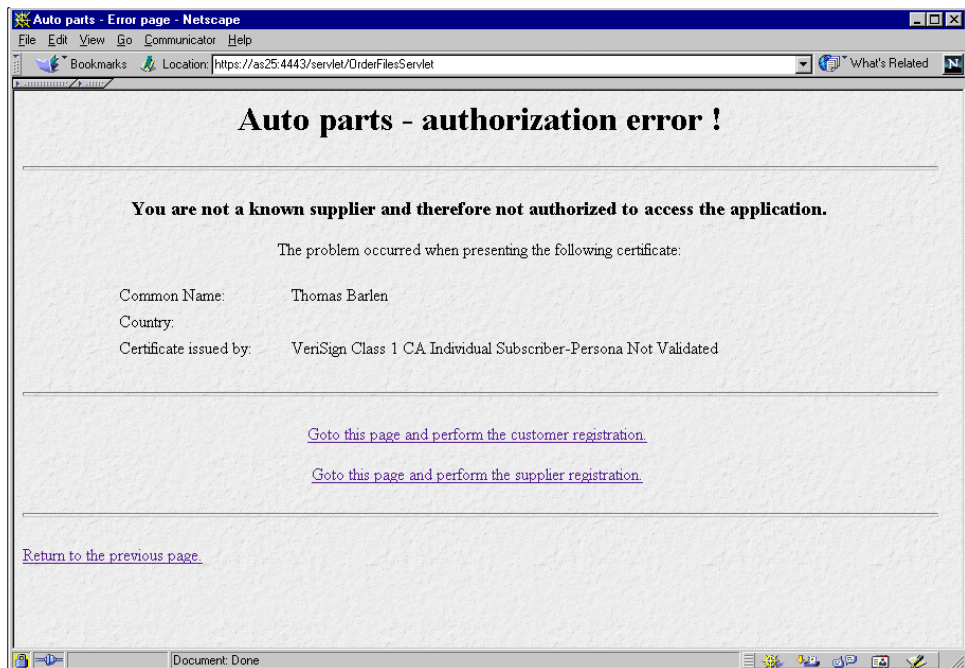 Auto parts - Error page - Netscape
File Edit View Go Communicator Help
Bookmarks Location: https://as25:4443/servlet/OrderFilesServlet What's Related N
Auto parts - authorization error !
You are not a known supplier and therefore not authorized to access the application.
The problem occurred when presenting the following certificate:
Common Name: Thomas Barlen
Country:
Certificate issued by: VeriSign Class 1 CA Individual Subscriber-Persona Not Validated
Goto this page and perform the customer registration.
Goto this page and perform the supplier registration.
Return to the previous page.
Document: Done